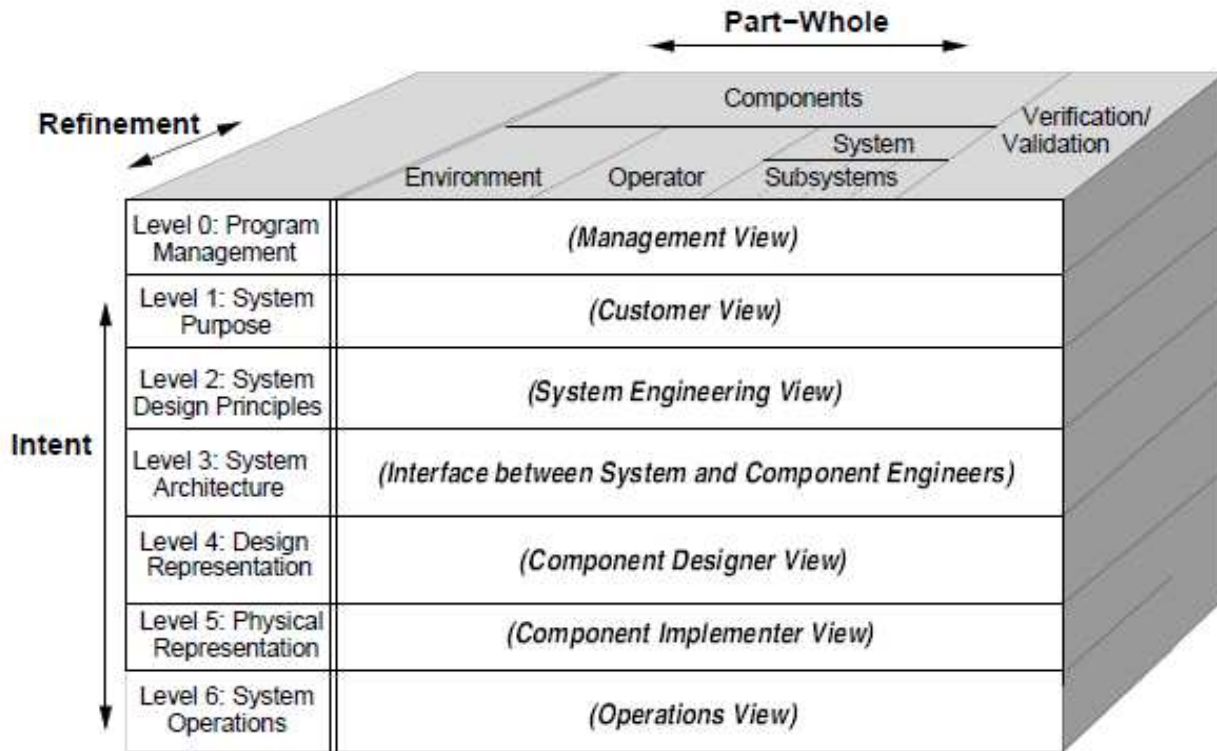 Part−Whole
Refinement
Components
Verification/
Validation
System
Environment
Operator
Subsystems
Level 0: Program
Management
(Management View)
Level 1: System
Purpose
(Customer View)
Level 2: System
Design Principles
(System Engineering View)
Intent
Level 3: System
Architecture
(Interface between System and Component Engineers)
Level 4: Design
Representation
(Component Designer View)
Level 5: Physical
Representation
(Component Implementer View)
Level 6: System
Operations
(Operations View)